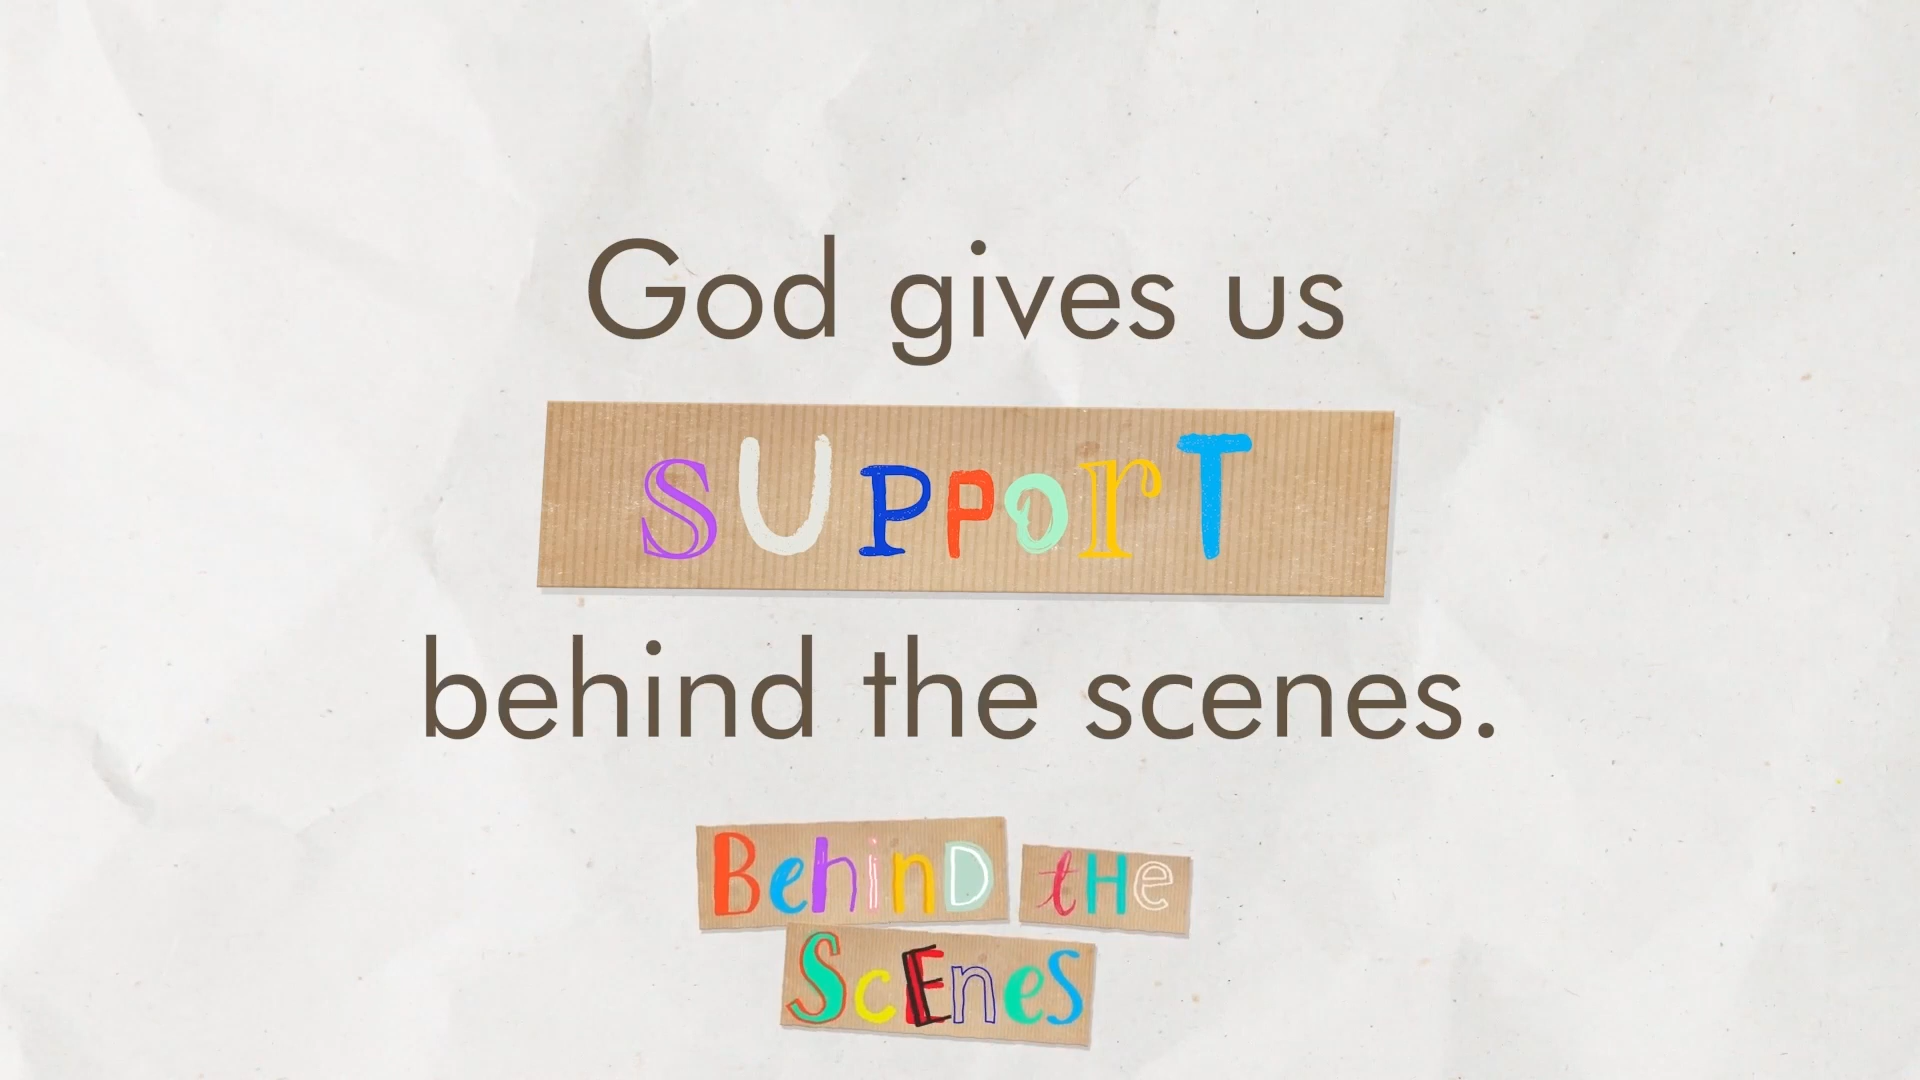 God gives us
sUPPorT
behind the scenes.
BehinD tHe
ScEnes